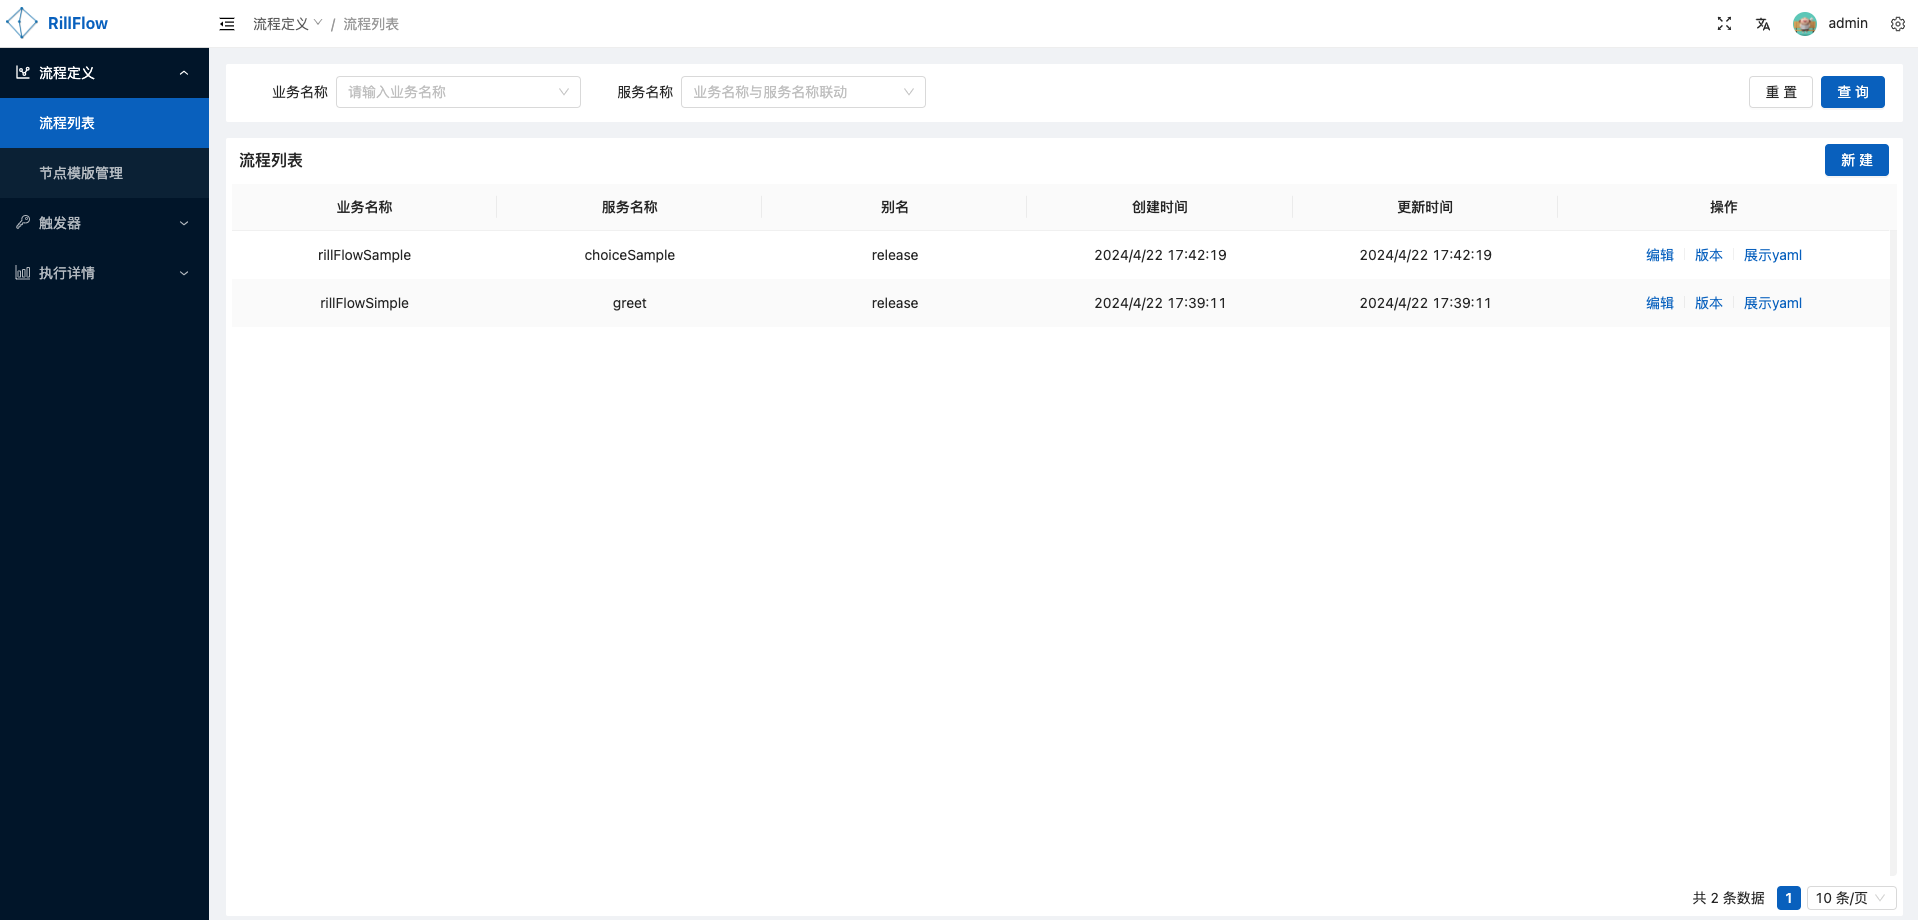 RillFlow
流程定义 / 流程列表
admin
流程定义
流程列表
节点模版管理
触发器
执行详情
业务名称 请输入业务名称 服务名称 业务名称与服务名称联动 重 置 查 询
流程列表 新 建
业务名称 服务名称 别名 创建时间 更新时间 操作
rillFlowSample choiceSample release 2024/4/22 17:42:19 2024/4/22 17:42:19 编辑 版本 展示yaml
rillFlowSimple greet release 2024/4/22 17:39:11 2024/4/22 17:39:11 编辑 版本 展示yaml
共 2 条数据 1 10 条/页